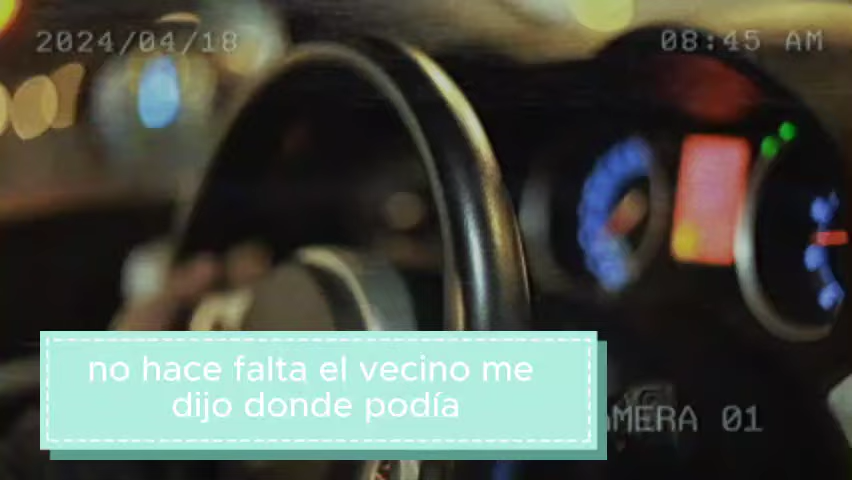 2024/04/18
08:45 AM
no hace falta el vecino me
dijo donde podía
AMERA 01